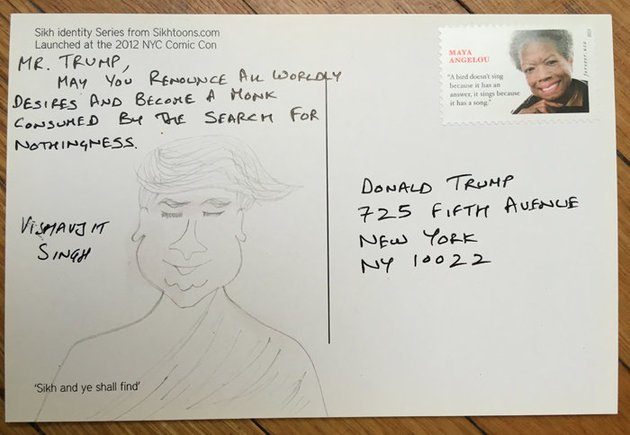 Sikh identity Series from Sikhtoons.com
Launched at the 2012 NYC Comic Con
MR. TRUMP,
MAY YOU RENOUNCE ALL WORLDLY
DESIRES AND BECOME A MONK
CONSUMED BY THE SEARCH FOR
NOTHINGNESS.
VISHAVJIT
SINGH
'Sikh and ye shall find'
MAYA
ANGELOU
"A bird doesn't sing
because it has an
answer, it sings because
it has a song."
FOREVER USA
DONALD TRUMP
725 FIFTH AVENUE
NEW YORK
NY 10022